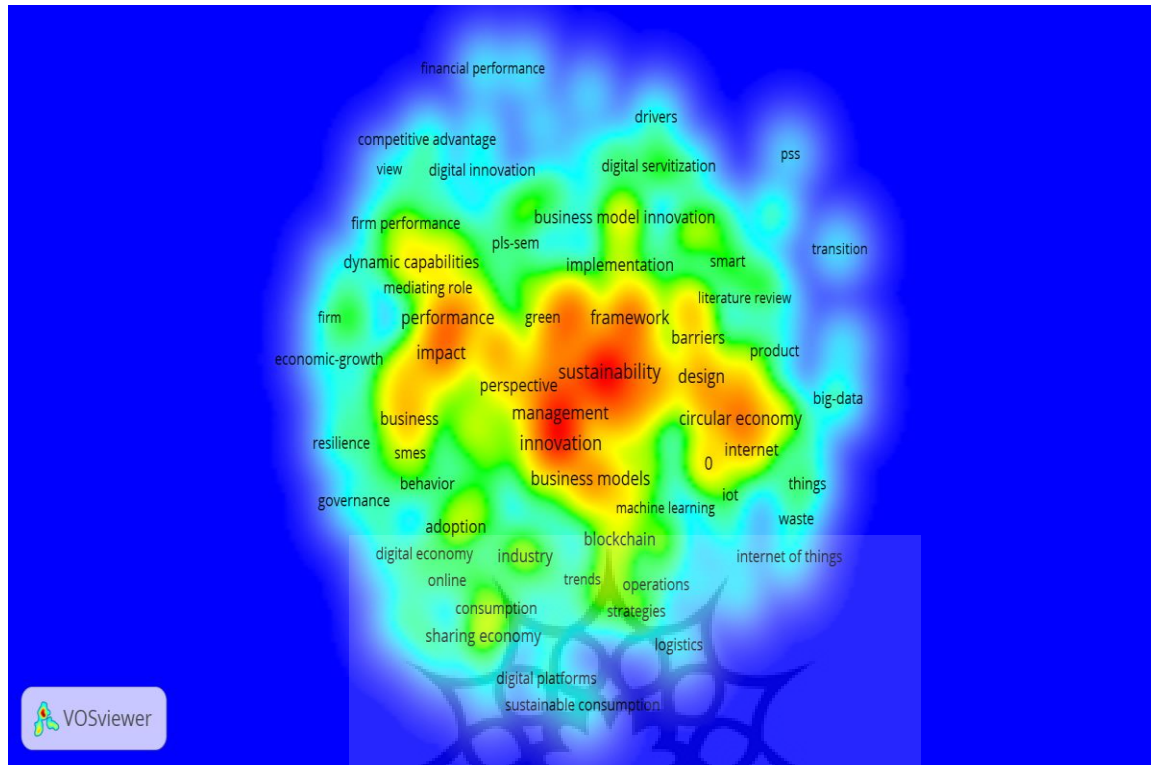 financial performance
drivers
competitive advantage
pss
view
digital innovation
digital servitization
firm performance
business model innovation
pls-sem
transition
dynamic capabilities
implementation
smart
mediating role
literature review
firm
performance
green
framework
barriers
impact
product
economic-growth
sustainability
perspective
design
big-data
business
management
circular economy
resilience
innovation
internet
smes
0
behavior
business models
things
governance
iot
machine learning
waste
adoption
blockchain
digital economy
industry
internet of things
online
trends
operations
consumption
strategies
sharing economy
logistics
digital platforms
sustainable consumption
VOSviewer